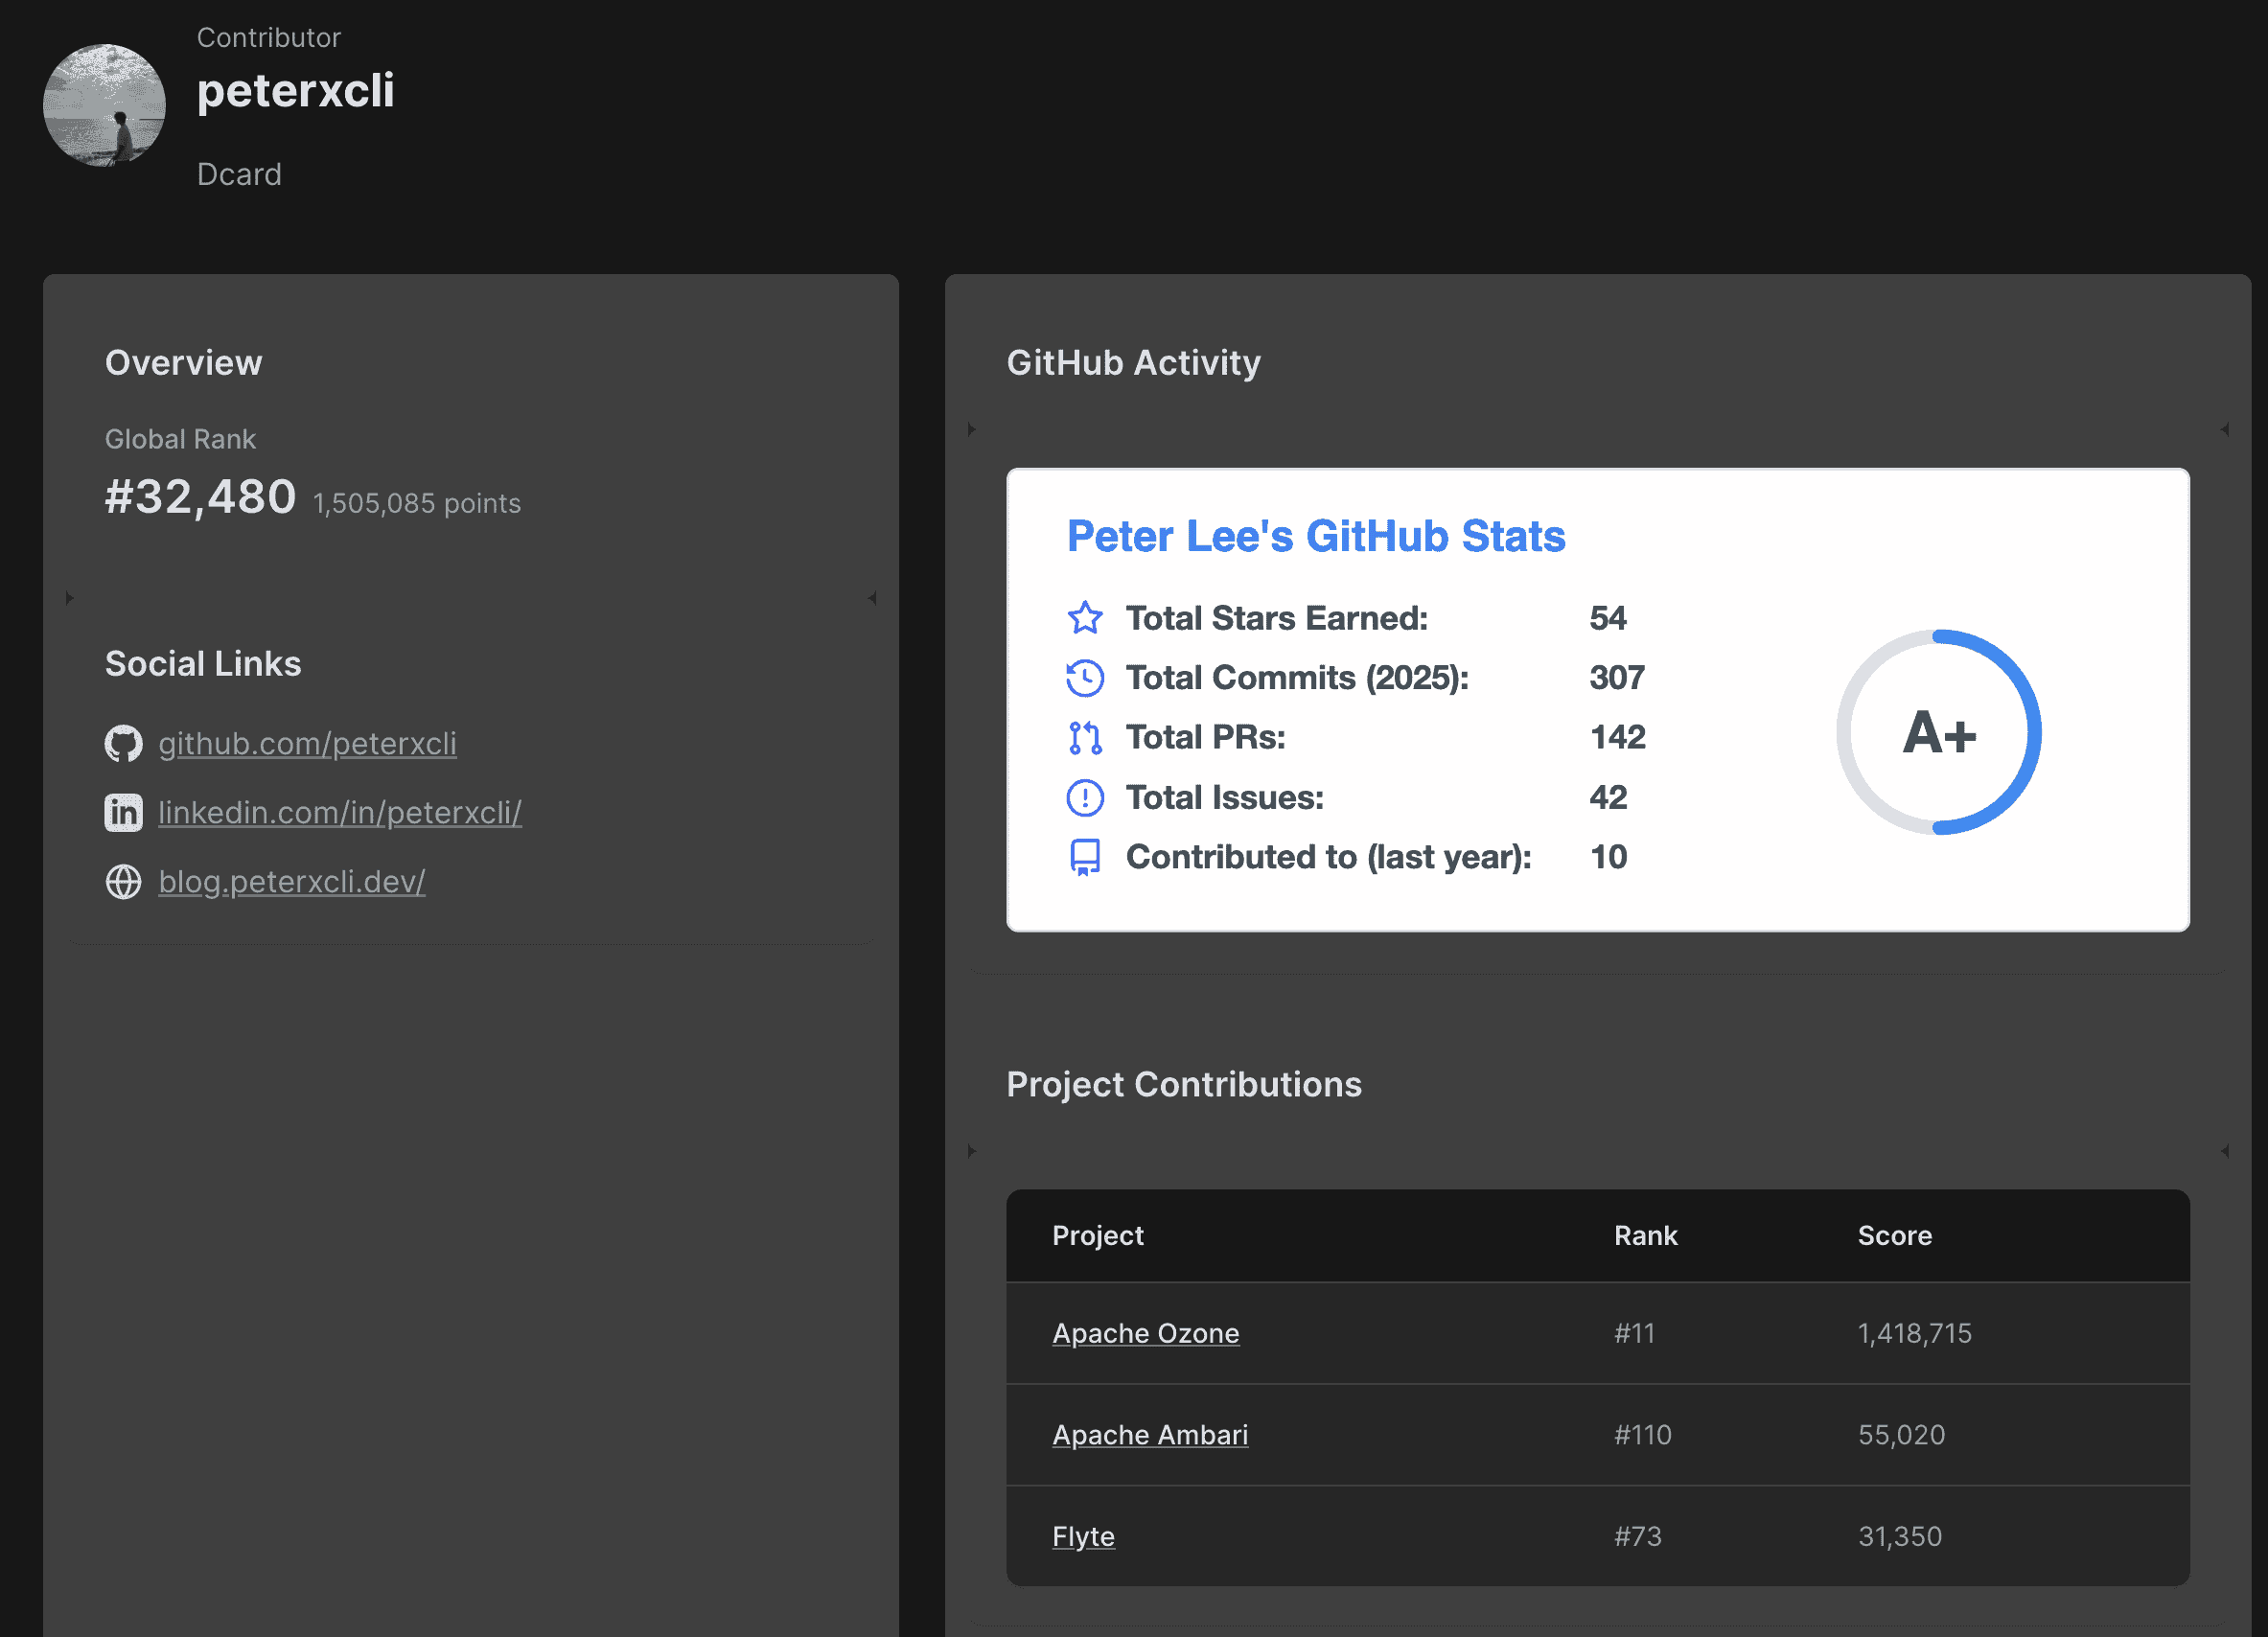 Contributor
peterxcli
Dcard
Overview
Global Rank
#32,480 1,505,085 points
Social Links
github.com/peterxcli
linkedin.com/in/peterxcli/
blog.peterxcli.dev/
GitHub Activity
Peter Lee's GitHub Stats
Total Stars Earned: 54
Total Commits (2025): 307
Total PRs: 142
Total Issues: 42
Contributed to (last year): 10
A+
Project Contributions
Project Rank Score
Apache Ozone #11 1,418,715
Apache Ambari #110 55,020
Flyte #73 31,350